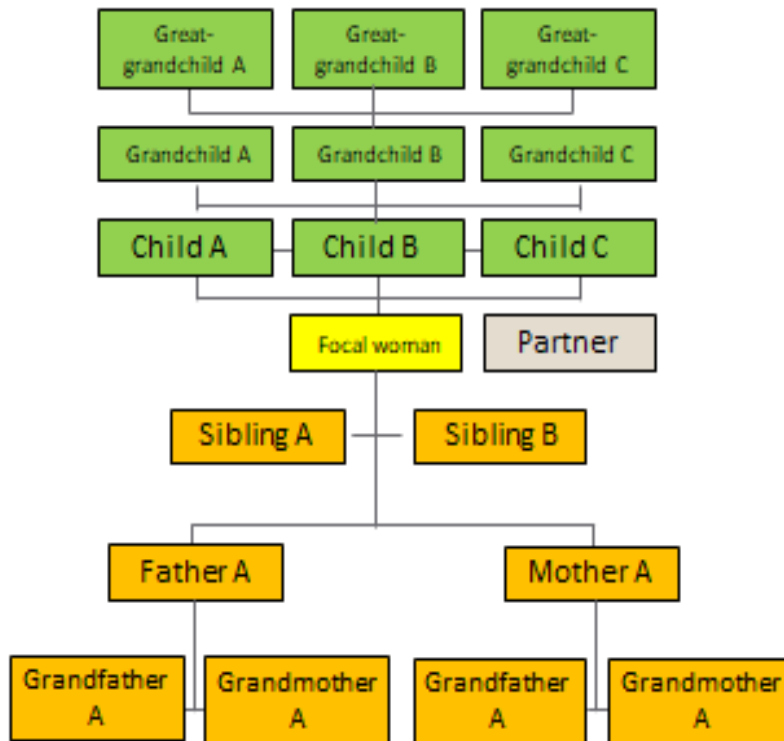 Great-
grandchild A
Great-
grandchild B
Great-
grandchild C
Grandchild A
Grandchild B
Grandchild C
Child A
Child B
Child C
Focal woman
Partner
Sibling A
Sibling B
Father A
Mother A
Grandfather
A
Grandmother
A
Grandfather
A
Grandmother
A